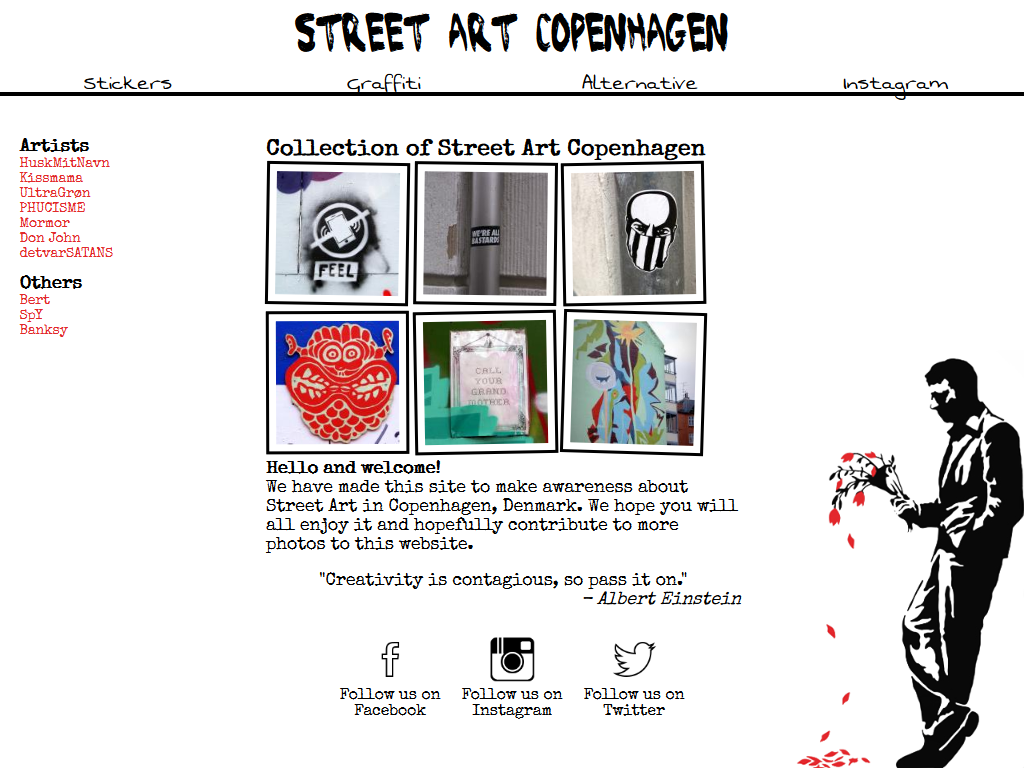 STREET ART COPENHAGEN
Stickers Graffiti Alternative Instagram
Artists
HuskMitNavn
Kissmama
UltraGrøn
PHUCISME
Mormor
Don John
detvarSATANS
Others
Bert
SpY
Banksy
Collection of Street Art Copenhagen
FEEL
WE'RE ALL
BASTARDS
CALL
YOUR
GRAND
MOTHER
Hello and welcome!
We have made this site to make awareness about
Street Art in Copenhagen, Denmark. We hope you will
all enjoy it and hopefully contribute to more
photos to this website.
"Creativity is contagious, so pass it on."
- Albert Einstein
Follow us on
Facebook
Follow us on
Instagram
Follow us on
Twitter